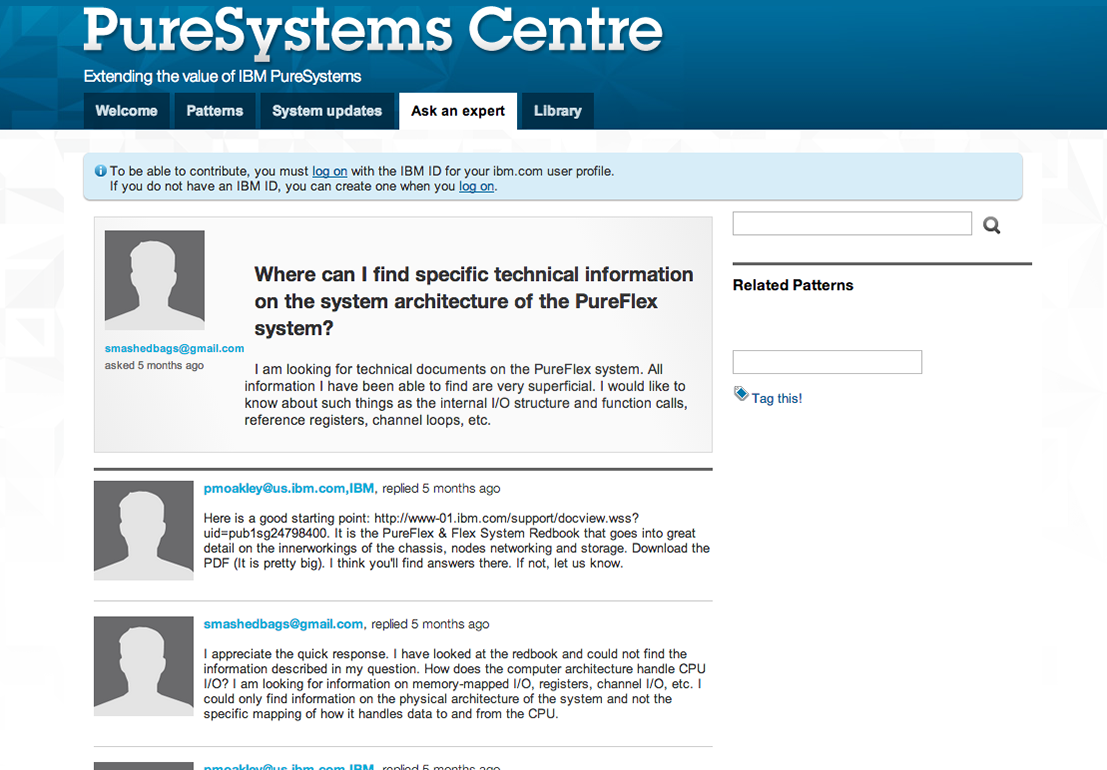 PureSystems Centre
Extending the value of IBM PureSystems
Welcome Patterns System updates Ask an expert Library
To be able to contribute, you must log on with the IBM ID for your ibm.com user profile.
If you do not have an IBM ID, you can create one when you log on.
Where can I find specific technical information
on the system architecture of the PureFlex
system?
smashedbags@gmail.com
asked 5 months ago
I am looking for technical documents on the PureFlex system. All
information I have been able to find are very superficial. I would like to
know about such things as the internal I/O structure and function calls,
reference registers, channel loops, etc.
pmoakley@us.ibm.com,IBM, replied 5 months ago
Here is a good starting point: http://www-01.ibm.com/support/docview.wss?
uid=pub1sg24798400. It is the PureFlex & Flex System Redbook that goes into great
detail on the innerworkings of the chassis, nodes networking and storage. Download the
PDF (It is pretty big). I think you'll find answers there. If not, let us know.
smashedbags@gmail.com, replied 5 months ago
I appreciate the quick response. I have looked at the redbook and could not find the
information described in my question. How does the computer architecture handle CPU
I/O? I am looking for information on memory-mapped I/O, registers, channel I/O, etc. I
could only find information on the physical architecture of the system and not the
specific mapping of how it handles data to and from the CPU.
pmoakley@us.ibm.com,IBM, replied 5 months ago
Related Patterns
Tag this!